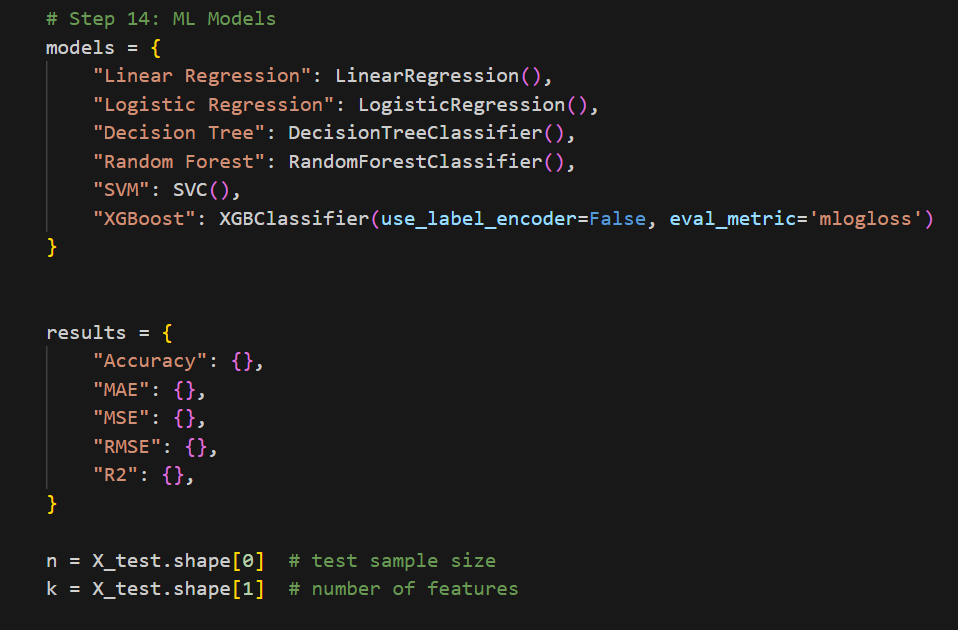 # Step 14: ML Models
models = {
    "Linear Regression": LinearRegression(),
    "Logistic Regression": LogisticRegression(),
    "Decision Tree": DecisionTreeClassifier(),
    "Random Forest": RandomForestClassifier(),
    "SVM": SVC(),
    "XGBoost": XGBClassifier(use_label_encoder=False, eval_metric='mlogloss')
}
results = {
    "Accuracy": {},
    "MAE": {},
    "MSE": {},
    "RMSE": {},
    "R2": {},
}
n = X_test.shape[0]  # test sample size
k = X_test.shape[1]  # number of features